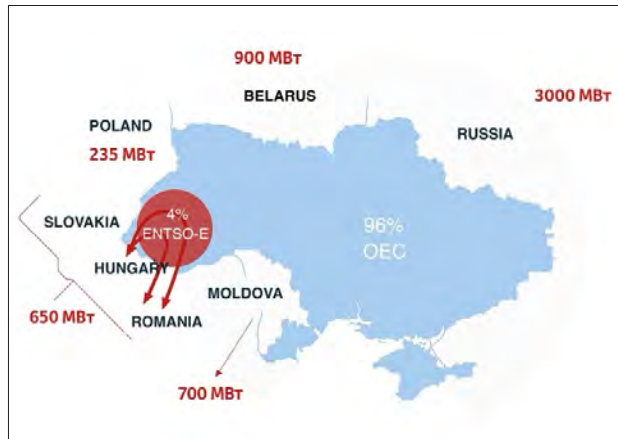 900 МВт
BELARUS
3000 МВт
POLAND
RUSSIA
235 МВт
4%
ENTSO-E
SLOVAKIA
96%
ОЕС
HUNGARY
MOLDOVA
650 МВт
ROMANIA
700 МВт